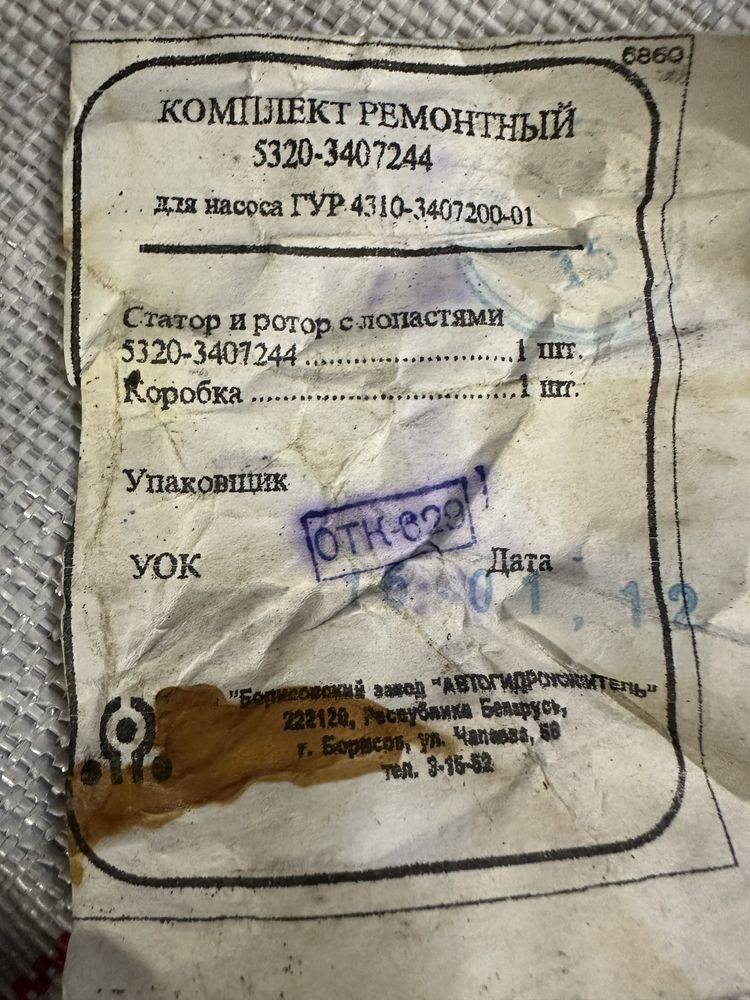 6860
КОМПЛЕКТ РЕМОНТНЫЙ
5320-3407244
для насоса ГУР 4310-3407200-01
15
Статор и ротор с лопастями
5320-3407244 ........................1 шт.
Коробка ................................1 шт.
Упаковщик
ОТК-629
УОК Дата
01, 12
"Борисовский завод "АВТОГИДРОУСИЛИТЕЛЬ"
222120, Республика Беларусь,
г. Борисов, ул. Чапаева, 56
тел. 3-15-52